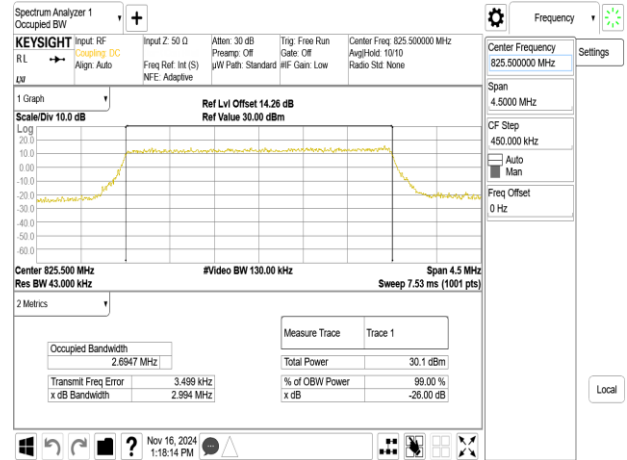 Spectrum Analyzer 1
Occupied BW
Frequency
KEYSIGHT
Input: RF
Input Z: 50 Ω
Atten: 30 dB
Trig: Free Run
Center Freq: 825.500000 MHz
RL
Coupling: DC
Preamp: Off
Gate: Off
Avg|Hold: 10/10
Align: Auto
Freq Ref: Int (S)
µW Path: Standard
#IF Gain: Low
Radio Std: None
LXI
NFE: Adaptive
Center Frequency
825.500000 MHz
Settings
Span
4.5000 MHz
CF Step
450.000 kHz
Auto
Man
Freq Offset
0 Hz
Local
1 Graph
Ref Lvl Offset 14.26 dB
Scale/Div 10.0 dB
Ref Value 30.00 dBm
Log
20.0
10.0
0.00
-10.0
-20.0
-30.0
-40.0
-50.0
-60.0
Center 825.500 MHz
#Video BW 130.00 kHz
Span 4.5 MHz
Res BW 43.000 kHz
Sweep 7.53 ms (1001 pts)
2 Metrics
Measure Trace
Trace 1
Occupied Bandwidth
2.6947 MHz
Total Power
30.1 dBm
Transmit Freq Error
3.499 kHz
% of OBW Power
99.00 %
x dB Bandwidth
2.994 MHz
x dB
-26.00 dB
?
Nov 16, 2024
1:18:14 PM